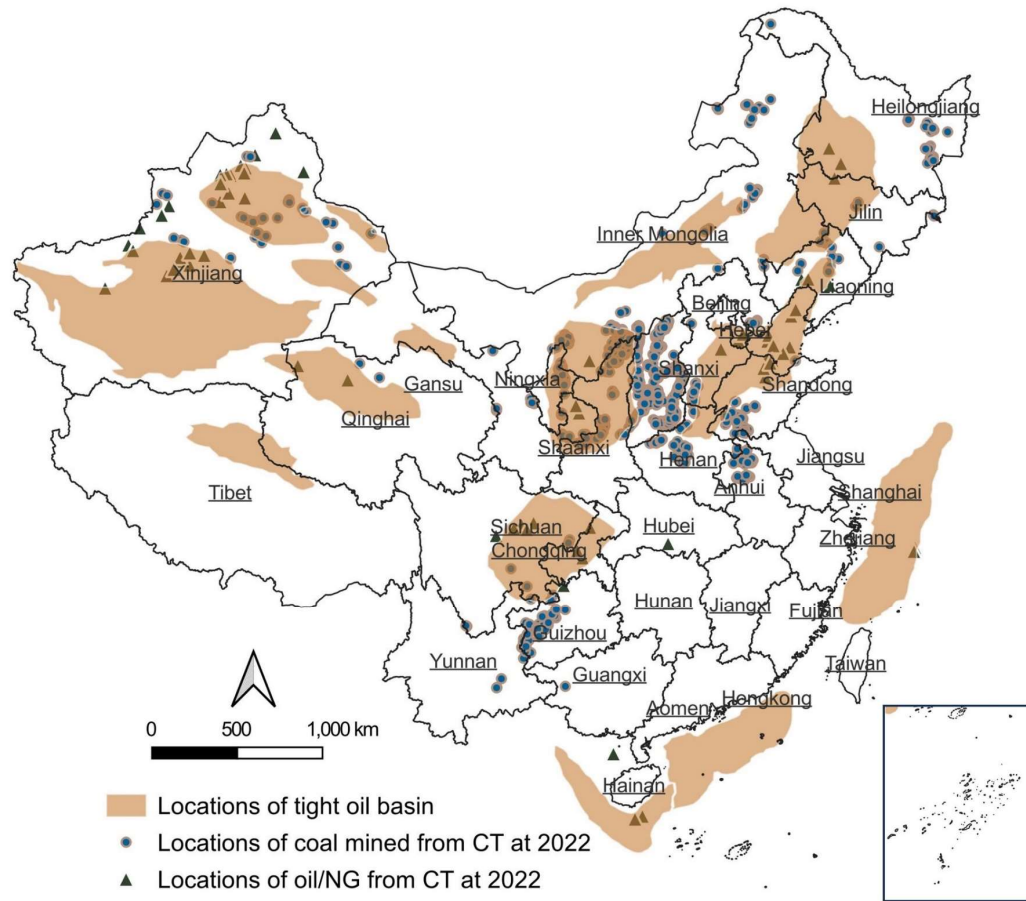 Heilongjiang
Jilin
Inner Mongolia
Liaoning
Xinjiang
Beijing
Hebei
Shanxi
Ningxia
Gansu
Shandong
Qinghai
Shaanxi
Henan
Jiangsu
Anhui
Tibet
Shanghai
Sichuan
Hubei
Zhejiang
Chongqing
Hunan
Jiangxi
Fujian
Guizhou
Yunnan
Taiwan
Guangxi
Hongkong
Aomen
0 500 1,000 km
Hainan
Locations of tight oil basin
Locations of coal mined from CT at 2022
Locations of oil/NG from CT at 2022